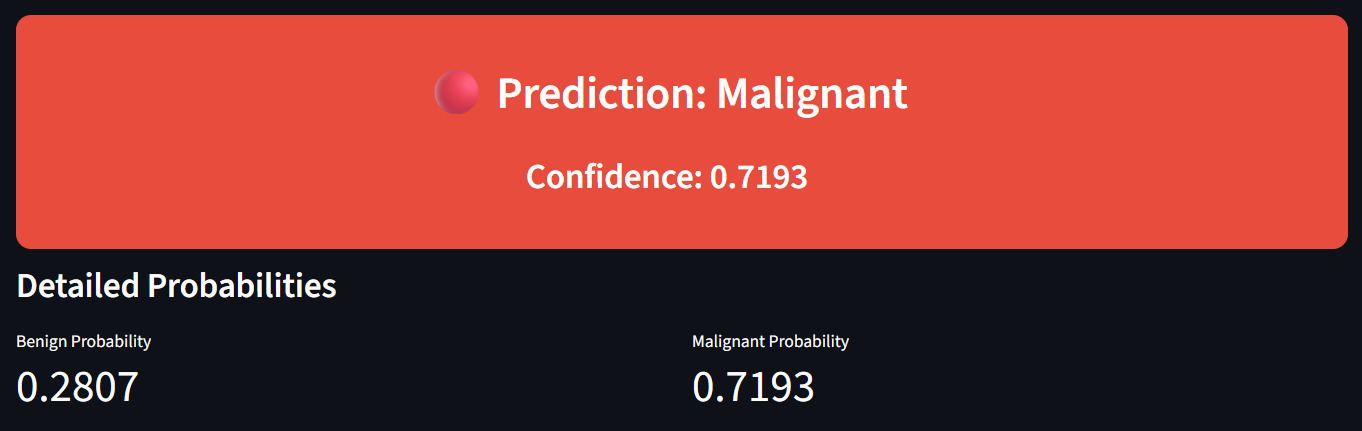 Prediction: Malignant
Confidence: 0.7193
Detailed Probabilities
Benign Probability
Malignant Probability
0.2807
0.7193